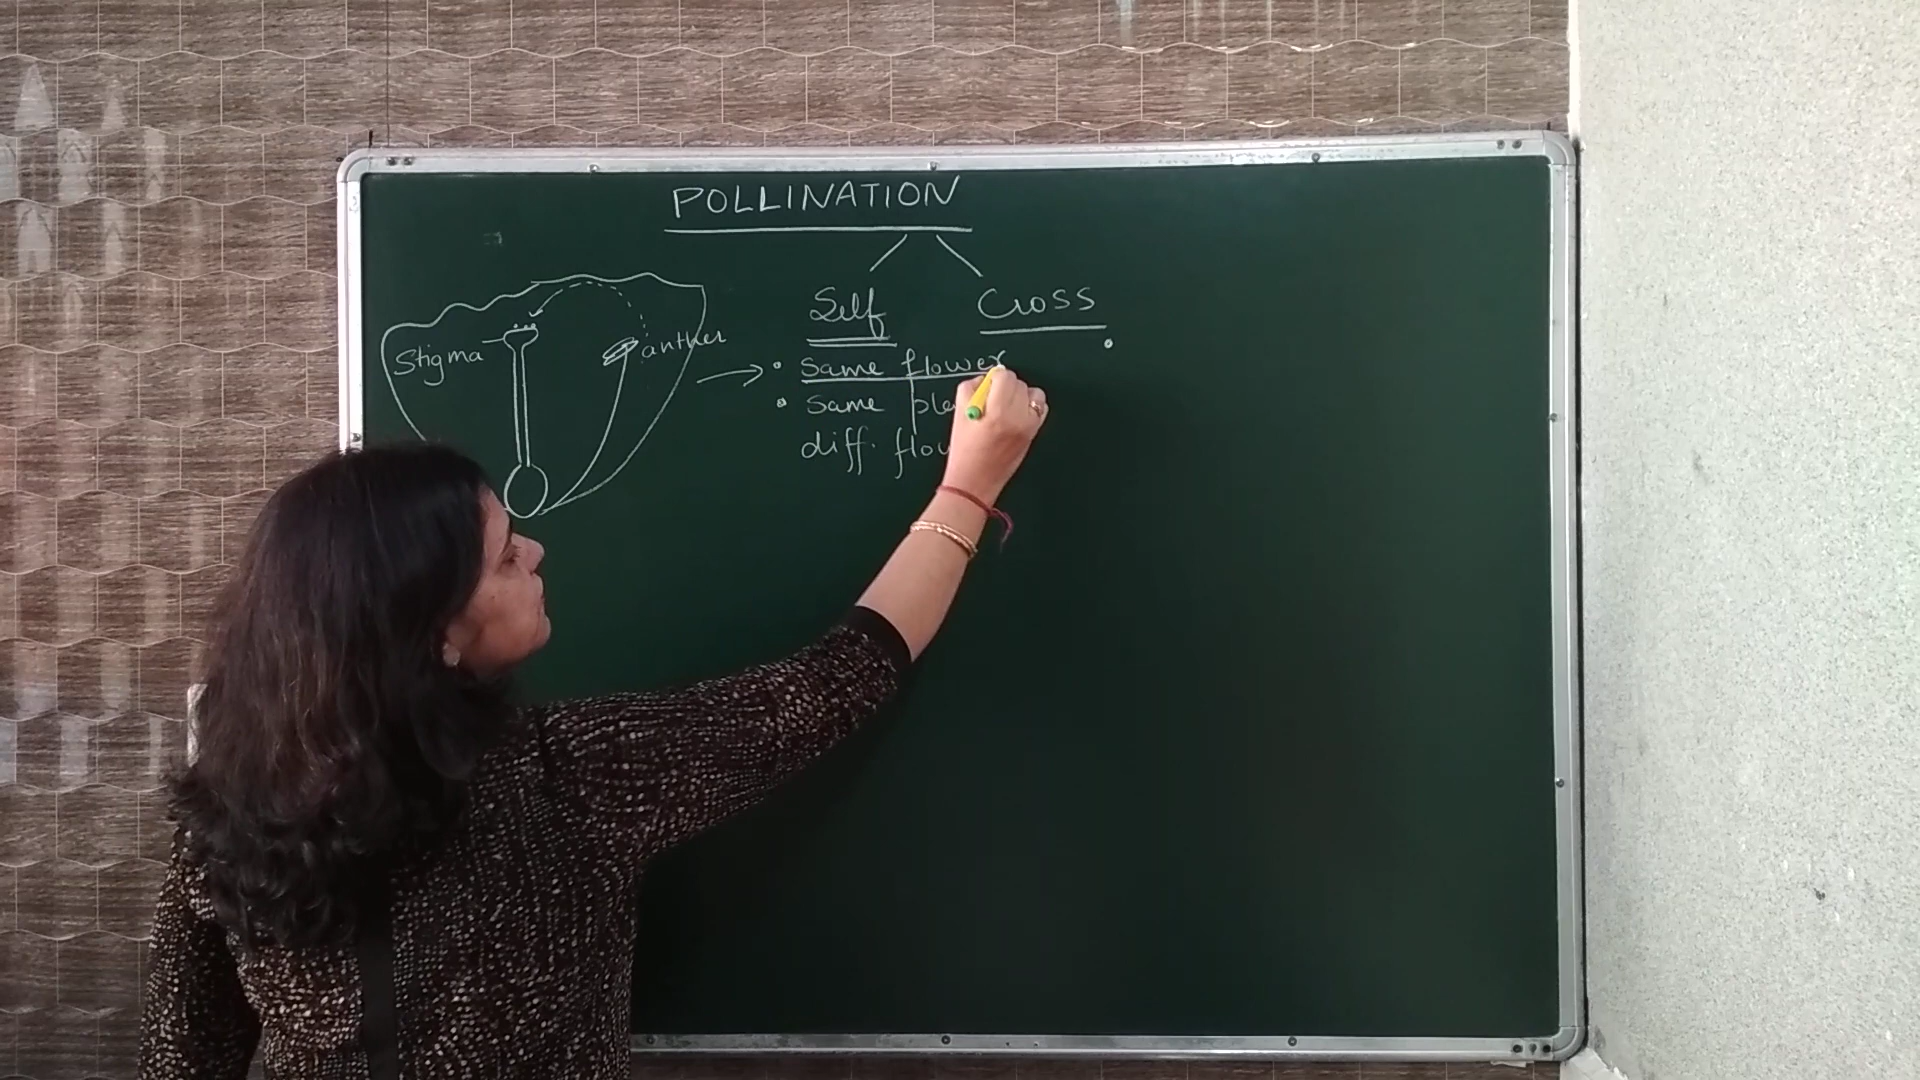 POLLINATION
Self Cross
Stigma
anther
• Same flower
• Same
diff.